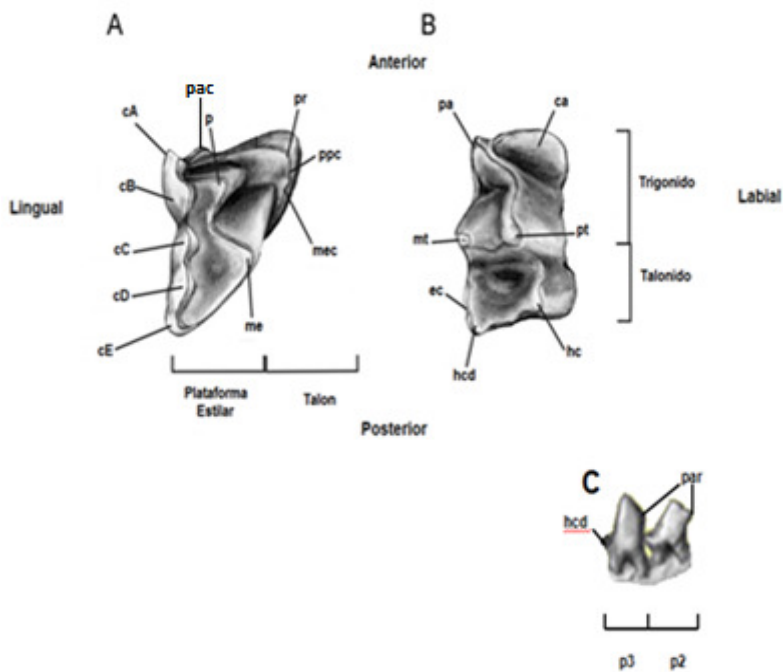 A
B
Anterior
pac
cA
p
pr
pa
ca
ppc
cB
Trigonido
Lingual
Labial
cC
mec
mt
pt
cD
ec
Talonido
me
cE
hcd
hc
Plataforma
Estilar
Talon
Posterior
C
par
hcd
p3
p2